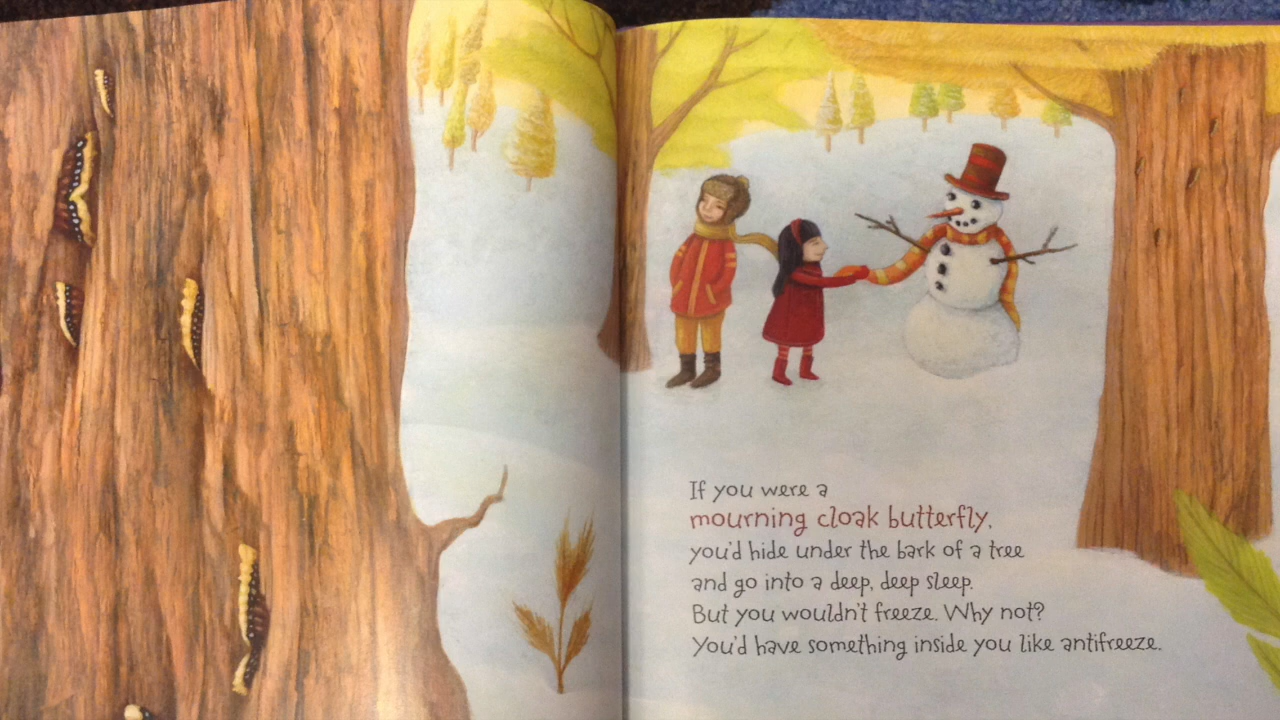 If you were a
mourning cloak butterfly,
you'd hide under the bark of a tree
and go into a deep, deep sleep.
But you wouldn't freeze. Why not?
You'd have something inside you like antifreeze.